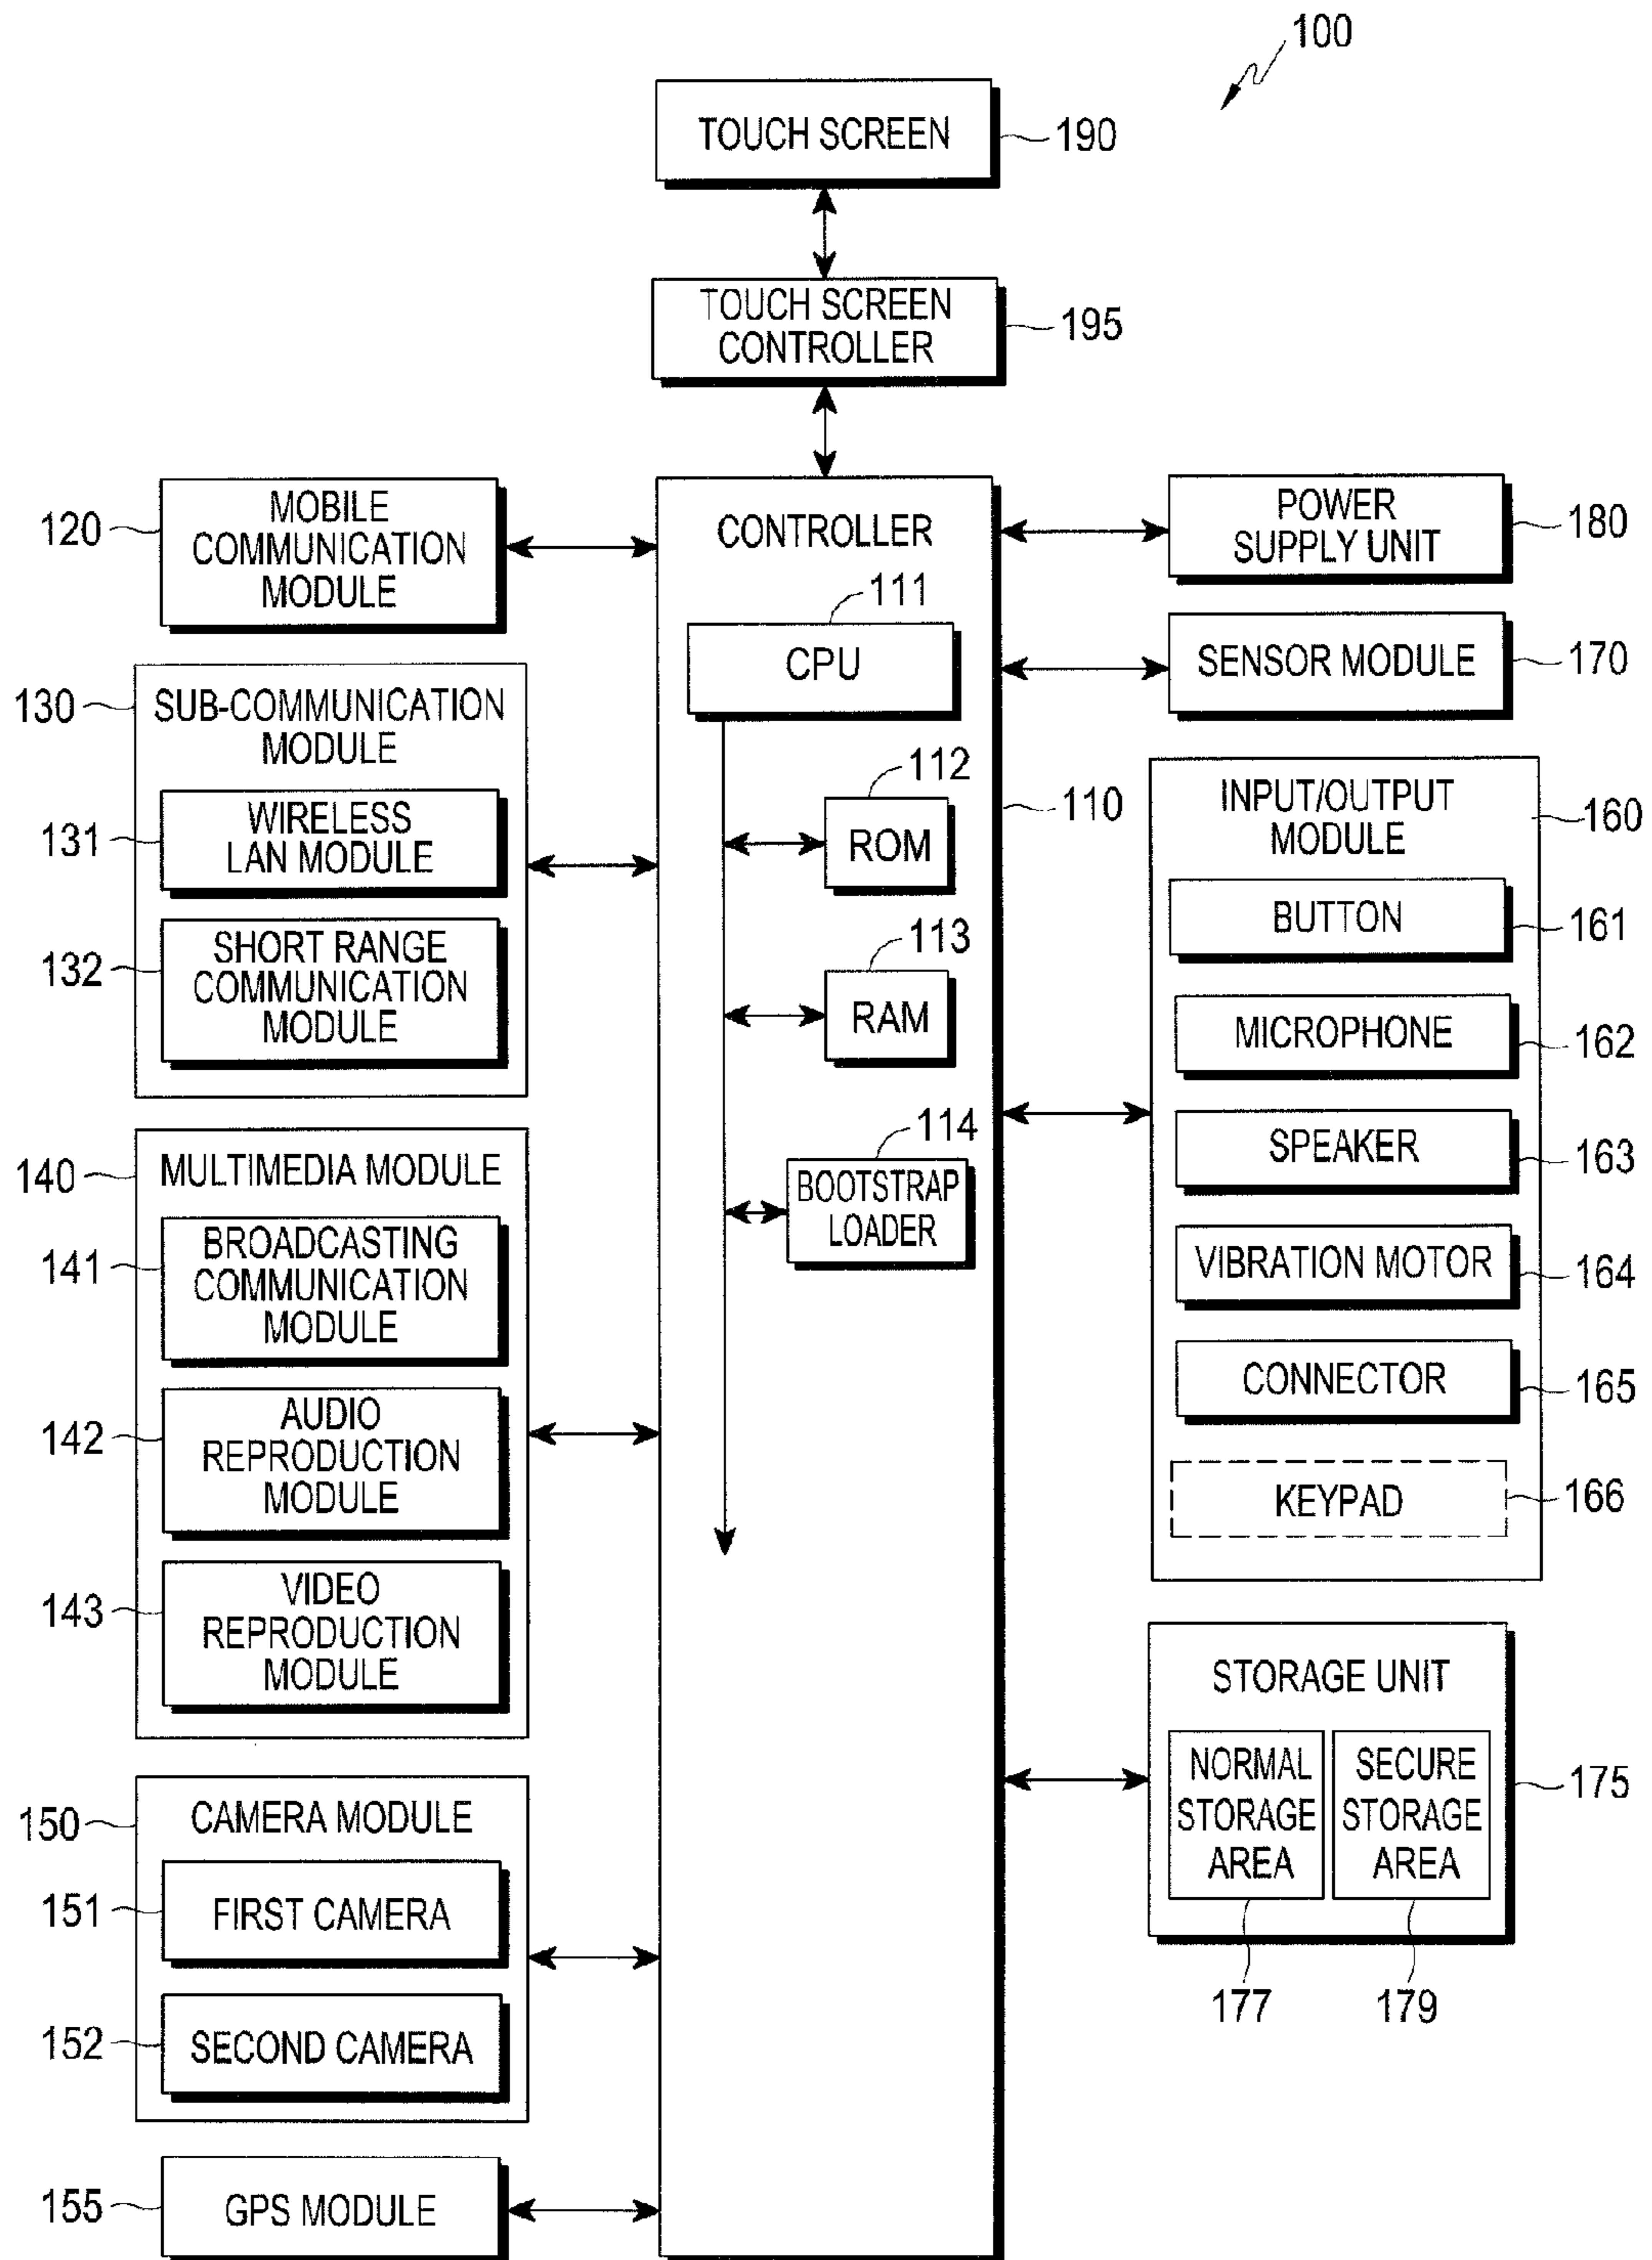 100
TOUCH SCREEN
190
TOUCH SCREEN
CONTROLLER
195
120
MOBILE
COMMUNICATION
MODULE
130
SUB-COMMUNICATION
MODULE
131
WIRELESS
LAN MODULE
132
SHORT RANGE
COMMUNICATION
MODULE
140
MULTIMEDIA MODULE
141
BROADCASTING
COMMUNICATION
MODULE
142
AUDIO
REPRODUCTION
MODULE
143
VIDEO
REPRODUCTION
MODULE
150
CAMERA MODULE
151
FIRST CAMERA
152
SECOND CAMERA
155
GPS MODULE
CONTROLLER
110
111
CPU
112
ROM
113
RAM
114
BOOTSTRAP
LOADER
POWER
SUPPLY UNIT
180
SENSOR MODULE
170
INPUT/OUTPUT
MODULE
160
BUTTON
161
MICROPHONE
162
SPEAKER
163
VIBRATION MOTOR
164
CONNECTOR
165
KEYPAD
166
STORAGE UNIT
175
NORMAL
STORAGE
AREA
177
SECURE
STORAGE
AREA
179